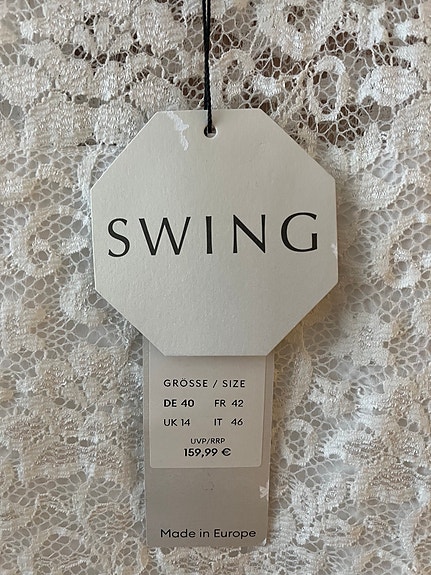 SWING
GRÖSSE / SIZE
DE 40 FR 42
UK 14 IT 46
UVP/RRP
159,99 €
Made in Europe